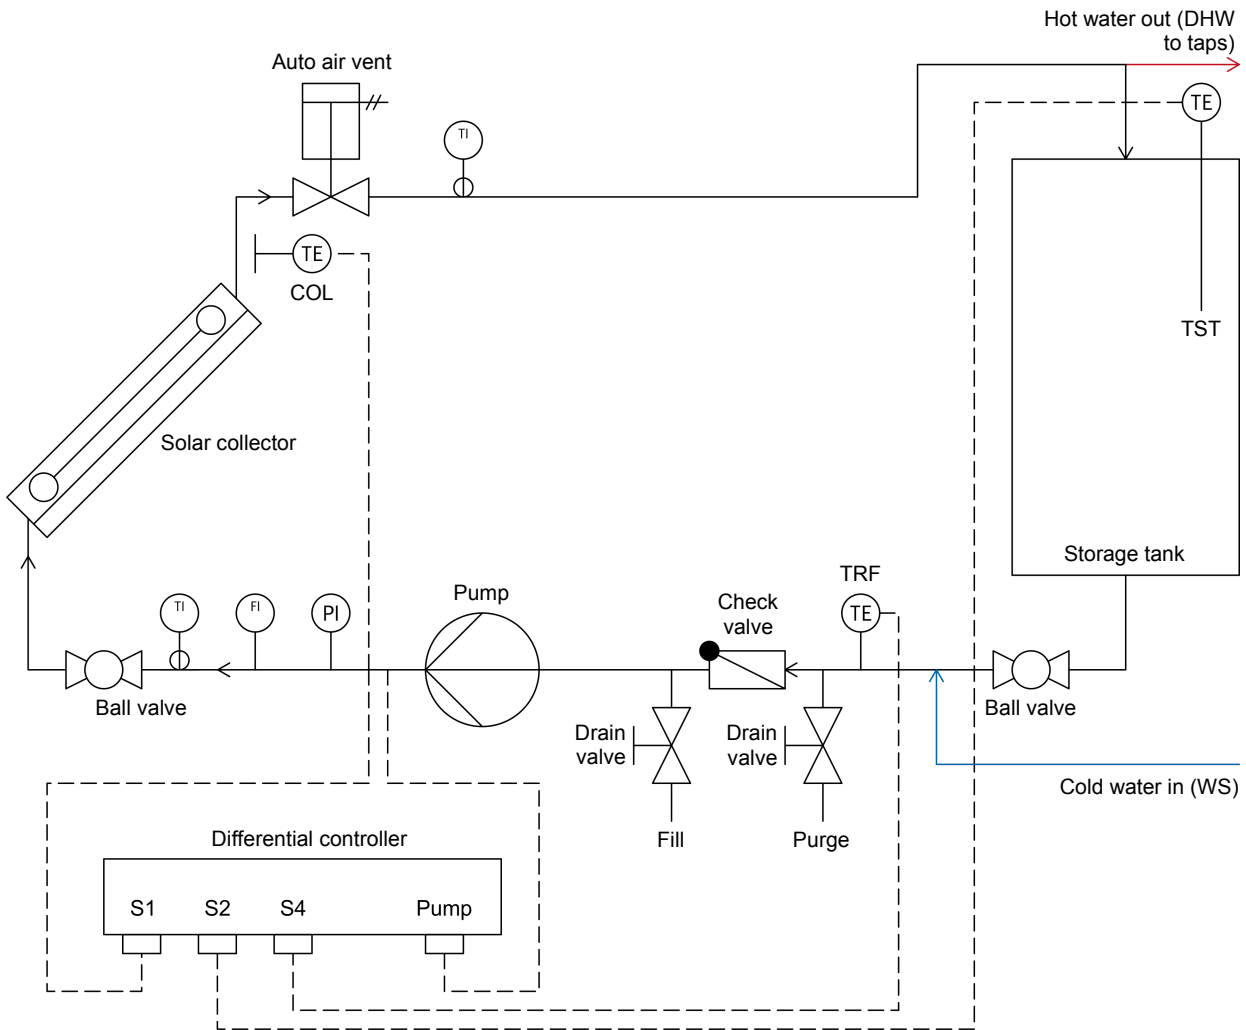 Hot water out (DHW
to taps)
Auto air vent
TE
TI
TE
COL
TST
Solar collector
Storage tank
TRF
Pump
Check
valve
TI
FI
PI
TE
Ball valve
Ball valve
Drain
valve
Drain
valve
Cold water in (WS)
Fill
Purge
Differential controller
S1
S2
S4
Pump